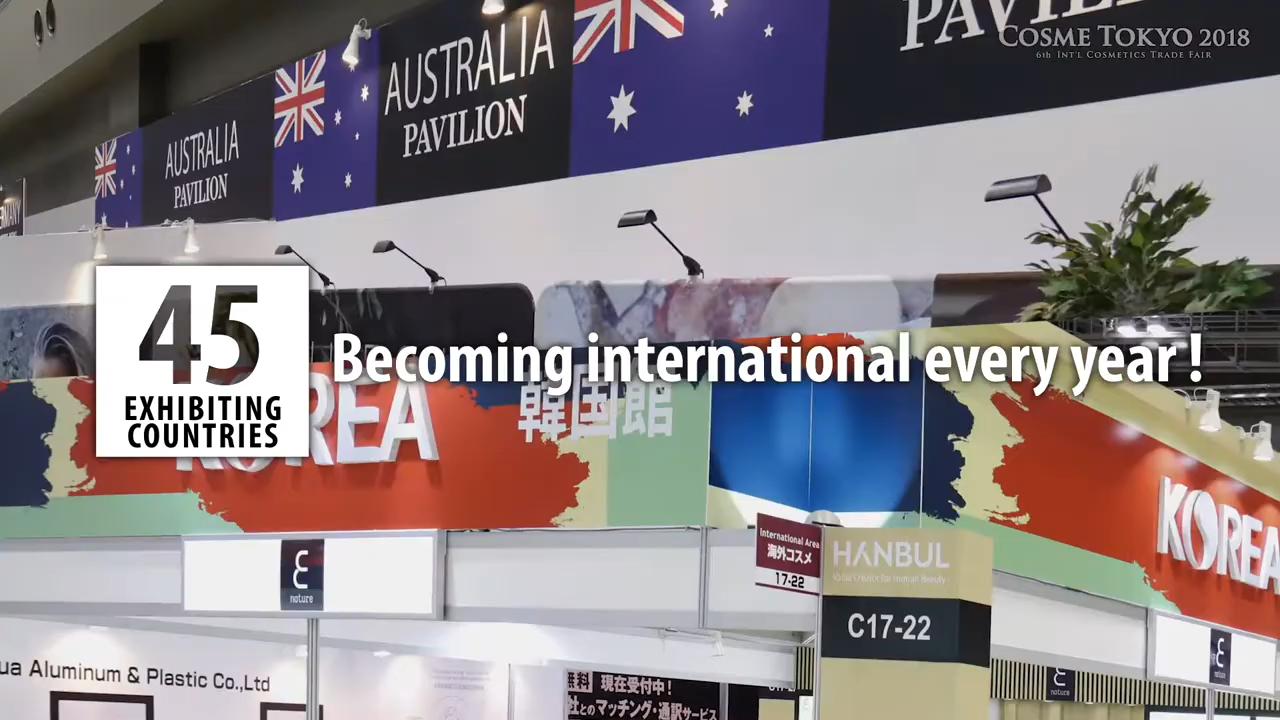 PAVIL
COSME TOKYO 2018
6th INT'L COSMETICS TRADE FAIR
AUSTRALIA
PAVILION
AUSTRALIA
PAVILION
45
EXHIBITING
COUNTRIES
Becoming international every year !
KOREA
韓国館
KOREA
International Area
海外コスメ
17-22
HANBUL
C17-22
ε
nature
ε
nature
ε
nature
ua Aluminum & Plastic Co.,Ltd
無料 現在受付中！
社とのマッチング・通訳サービス